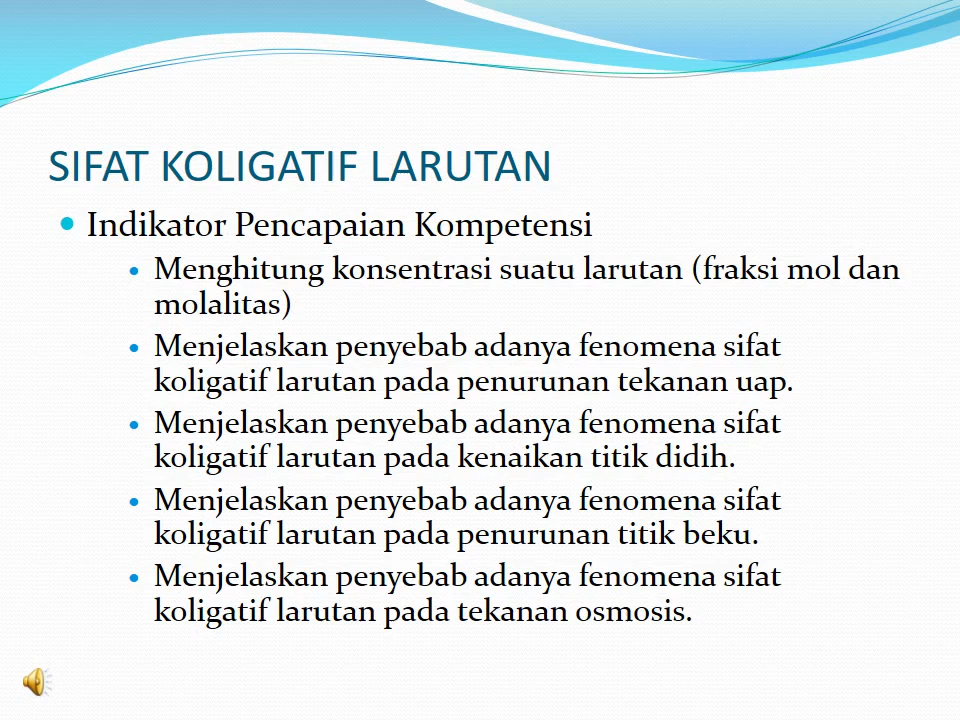 SIFAT KOLIGATIF LARUTAN
Indikator Pencapaian Kompetensi
Menghitung konsentrasi suatu larutan (fraksi mol dan
molalitas)
Menjelaskan penyebab adanya fenomena sifat
koligatif larutan pada penurunan tekanan uap.
Menjelaskan penyebab adanya fenomena sifat
koligatif larutan pada kenaikan titik didih.
Menjelaskan penyebab adanya fenomena sifat
koligatif larutan pada penurunan titik beku.
Menjelaskan penyebab adanya fenomena sifat
koligatif larutan pada tekanan osmosis.